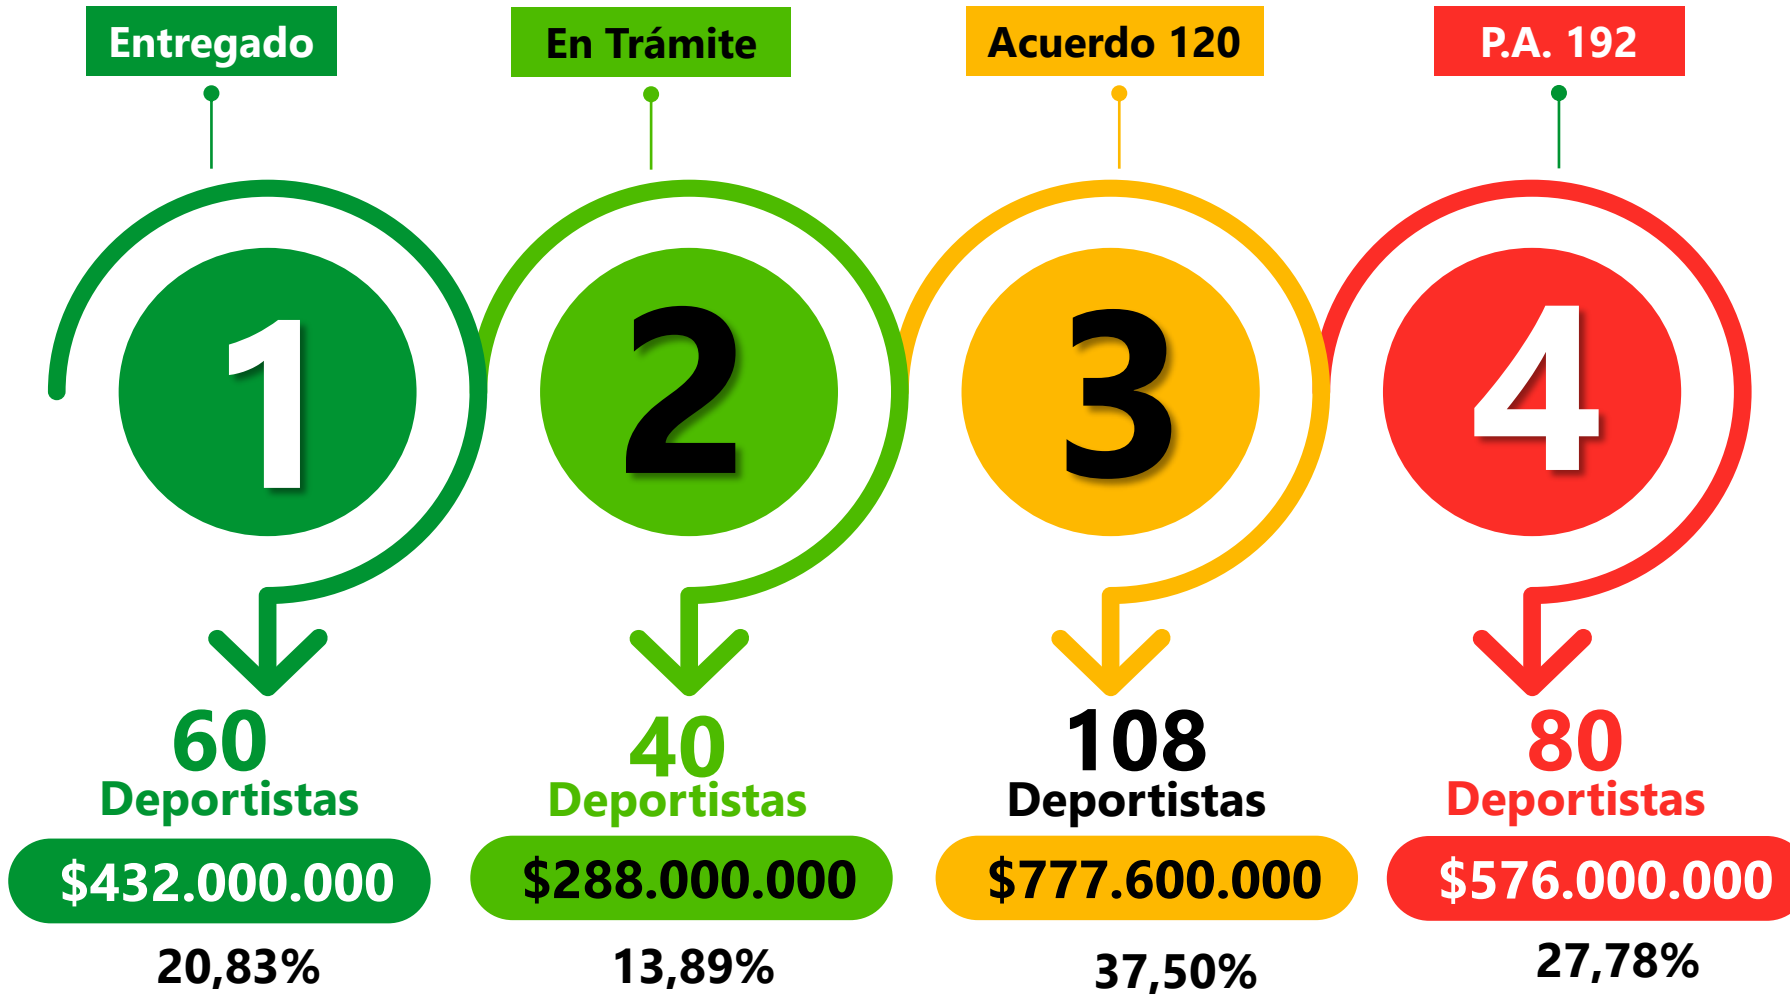 Entregado
En Trámite
Acuerdo 120
P.A. 192
1
2
3
4
60
Deportistas
40
Deportistas
108
Deportistas
80
Deportistas
$432.000.000
$288.000.000
$777.600.000
$576.000.000
20,83%
13,89%
37,50%
27,78%